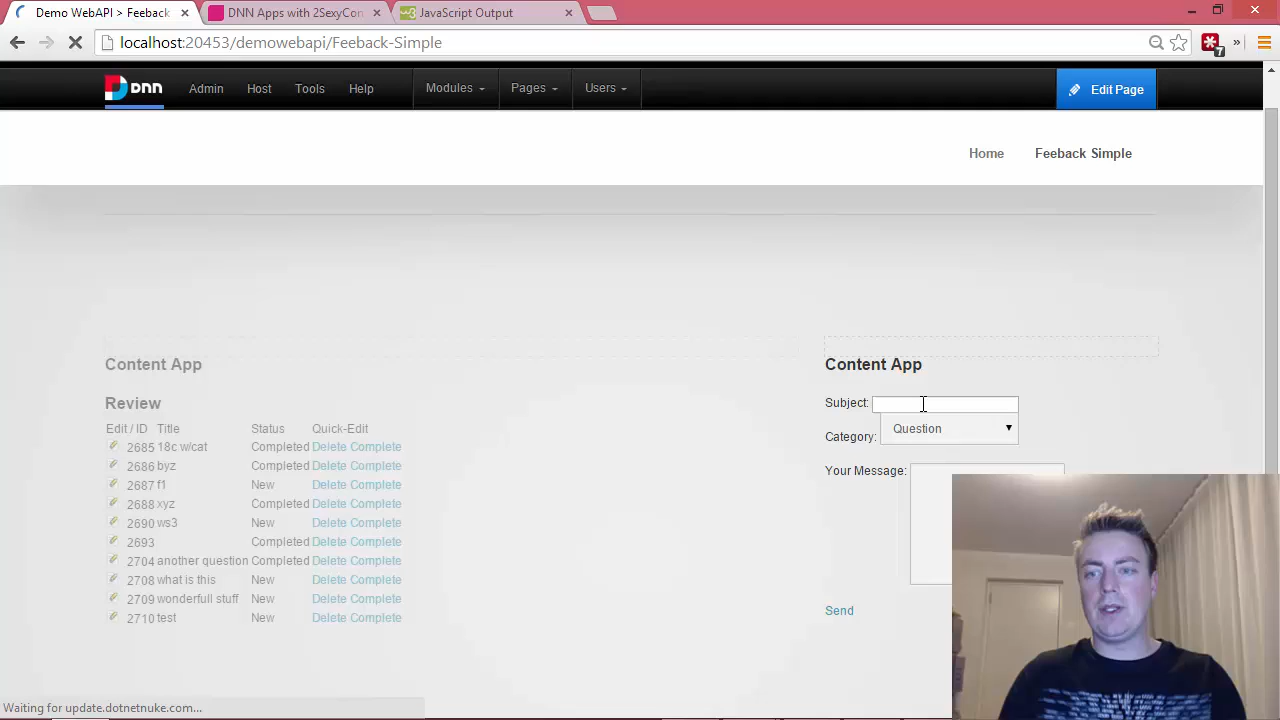 Demo WebAPI > Feeback
DNN Apps with 2SexyCon
JavaScript Output
localhost:20453/demowebapi/Feeback-Simple
7
DNN
Admin
Host
Tools
Help
Modules
Pages
Users
Edit Page
Home
Feeback Simple
Content App
Review
Edit / ID Title Status Quick-Edit
2685 18c w/cat Completed Delete Complete
2686 byz Completed Delete Complete
2687 f1 New Delete Complete
2688 xyz Completed Delete Complete
2690 ws3 New Delete Complete
2693 Completed Delete Complete
2704 another question Completed Delete Complete
2708 what is this New Delete Complete
2709 wonderfull stuff New Delete Complete
2710 test New Delete Complete
Content App
Subject:
Category: Question
Your Message:
Send
Waiting for update.dotnetnuke.com...